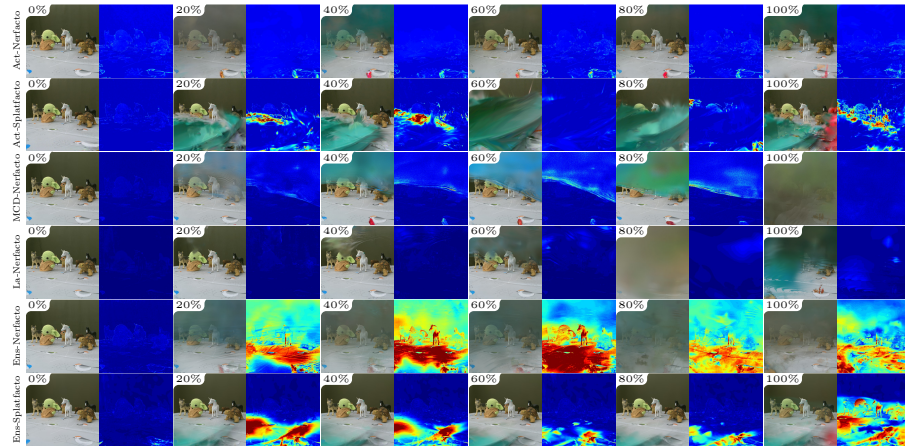 Act-Nerfacto 0% 20% 40% 60% 80% 100%
Act-Splatfacto 0% 20% 40% 60% 80% 100%
MCD-Nerfacto 0% 20% 40% 60% 80% 100%
La-Nerfacto 0% 20% 40% 60% 80% 100%
Ens-Nerfacto 0% 20% 40% 60% 80% 100%
Ens-Splatfacto 0% 20% 40% 60% 80% 100%